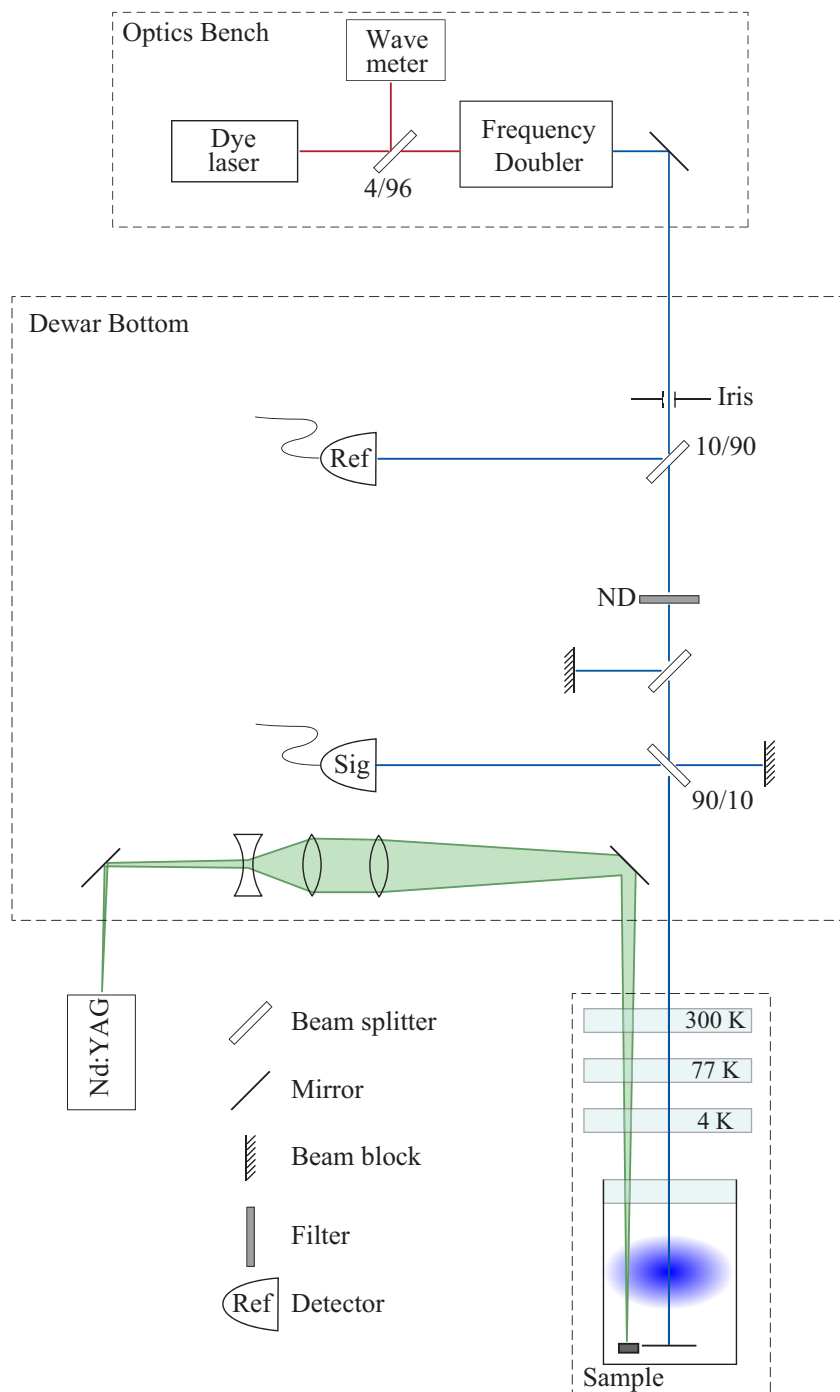 Optics Bench
Wave
meter
Dye
laser
Frequency
Doubler
4/96
Dewar Bottom
Iris
Ref
10/90
ND
Sig
90/10
Nd:YAG
Beam splitter
Mirror
Beam block
Filter
Ref
Detector
300 K
77 K
4 K
Sample